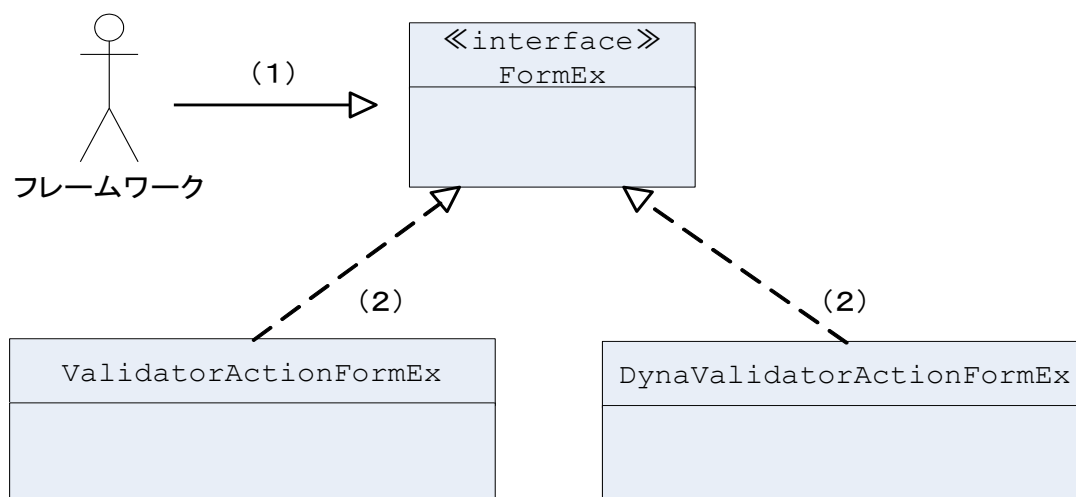 ≪interface≫
FormEx
(1)
フレームワーク
(2)
(2)
ValidatorActionFormEx
DynaValidatorActionFormEx